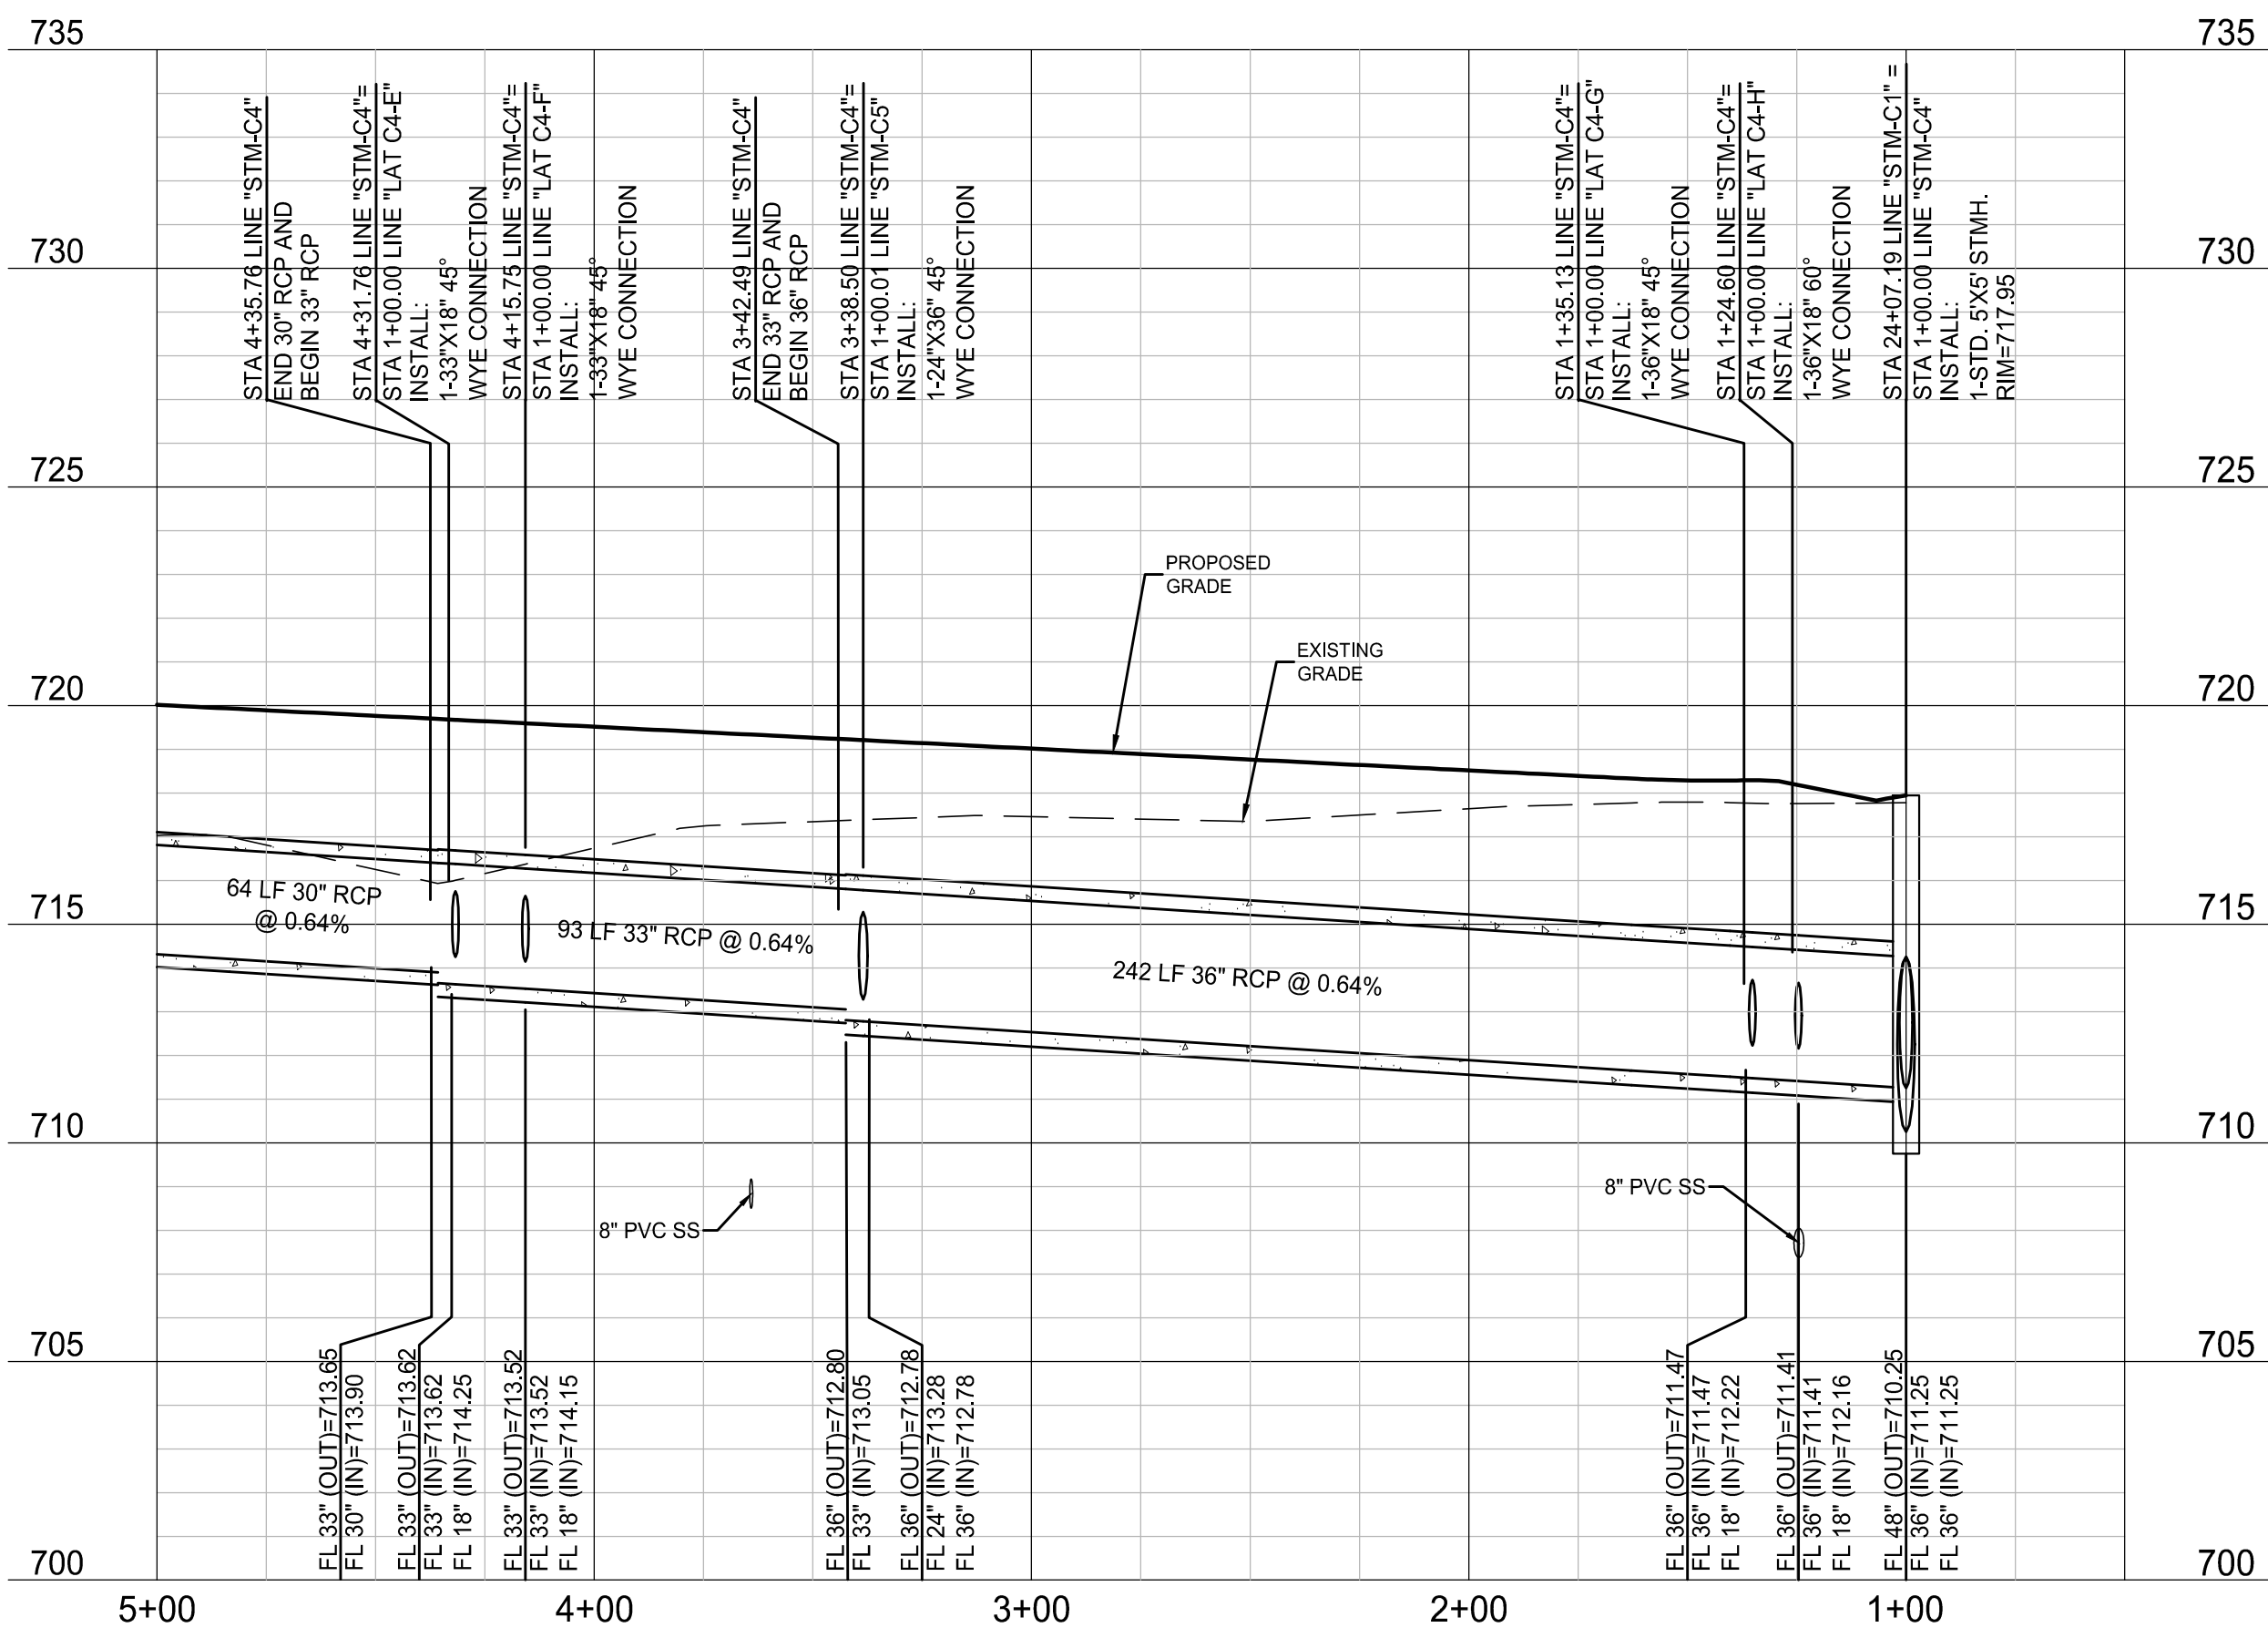 735
735
730
730
725
725
720
720
715
715
710
710
705
705
700
700
STA 4+35.76 LINE "STM-C4"
END 30" RCP AND
BEGIN 33" RCP
STA 4+31.76 LINE "STM-C4"=
STA 1+00.00 LINE "LAT C4-E"
INSTALL:
1-33"X18" 45°
WYE CONNECTION
STA 4+15.75 LINE "STM-C4"=
STA 1+00.00 LINE "LAT C4-F"
INSTALL:
1-33"X18" 45°
WYE CONNECTION
STA 3+42.49 LINE "STM-C4"
END 33" RCP AND
BEGIN 36" RCP
STA 3+38.50 LINE "STM-C4"=
STA 1+00.01 LINE "STM-C5"
INSTALL:
1-24"X36" 45°
WYE CONNECTION
STA 1+35.13 LINE "STM-C4"=
STA 1+00.00 LINE "LAT C4-G"
INSTALL:
1-36"X18" 45°
WYE CONNECTION
STA 1+24.60 LINE "STM-C4"=
STA 1+00.00 LINE "LAT C4-H"
INSTALL:
1-36"X18" 60°
WYE CONNECTION
STA 24+07.19 LINE "STM-C1" =
STA 1+00.00 LINE "STM-C4"
INSTALL:
1-STD. 5'X5' STMH.
RIM=717.95
PROPOSED
GRADE
EXISTING
GRADE
64 LF 30" RCP
@ 0.64%
93 LF 33" RCP @ 0.64%
242 LF 36" RCP @ 0.64%
8" PVC SS
8" PVC SS
FL 33" (OUT)=713.65
FL 30" (IN)=713.90
FL 33" (OUT)=713.62
FL 33" (IN)=713.62
FL 18" (IN)=714.25
FL 33" (OUT)=713.52
FL 33" (IN)=713.52
FL 18" (IN)=714.15
FL 36" (OUT)=712.80
FL 33" (IN)=713.05
FL 36" (OUT)=712.78
FL 24" (IN)=713.28
FL 36" (IN)=712.78
FL 36" (OUT)=711.47
FL 36" (IN)=711.47
FL 18" (IN)=712.22
FL 36" (OUT)=711.41
FL 36" (IN)=711.41
FL 18" (IN)=712.16
FL 48" (OUT)=710.25
FL 36" (IN)=711.25
FL 36" (IN)=711.25
5+00
4+00
3+00
2+00
1+00